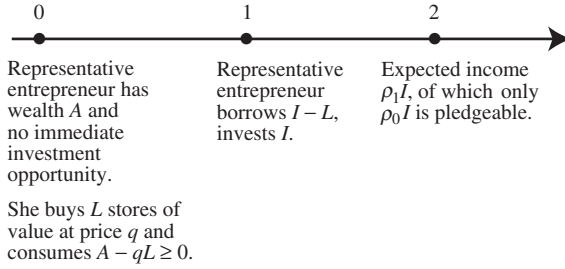 0 1 2
Representative
entrepreneur has
wealth A and
no immediate
investment
opportunity.
She buys L stores of
value at price q and
consumes A – qL ≥ 0.
Representative
entrepreneur
borrows I – L,
invests I.
Expected income
ρ₁I, of which only
ρ₀I is pledgeable.